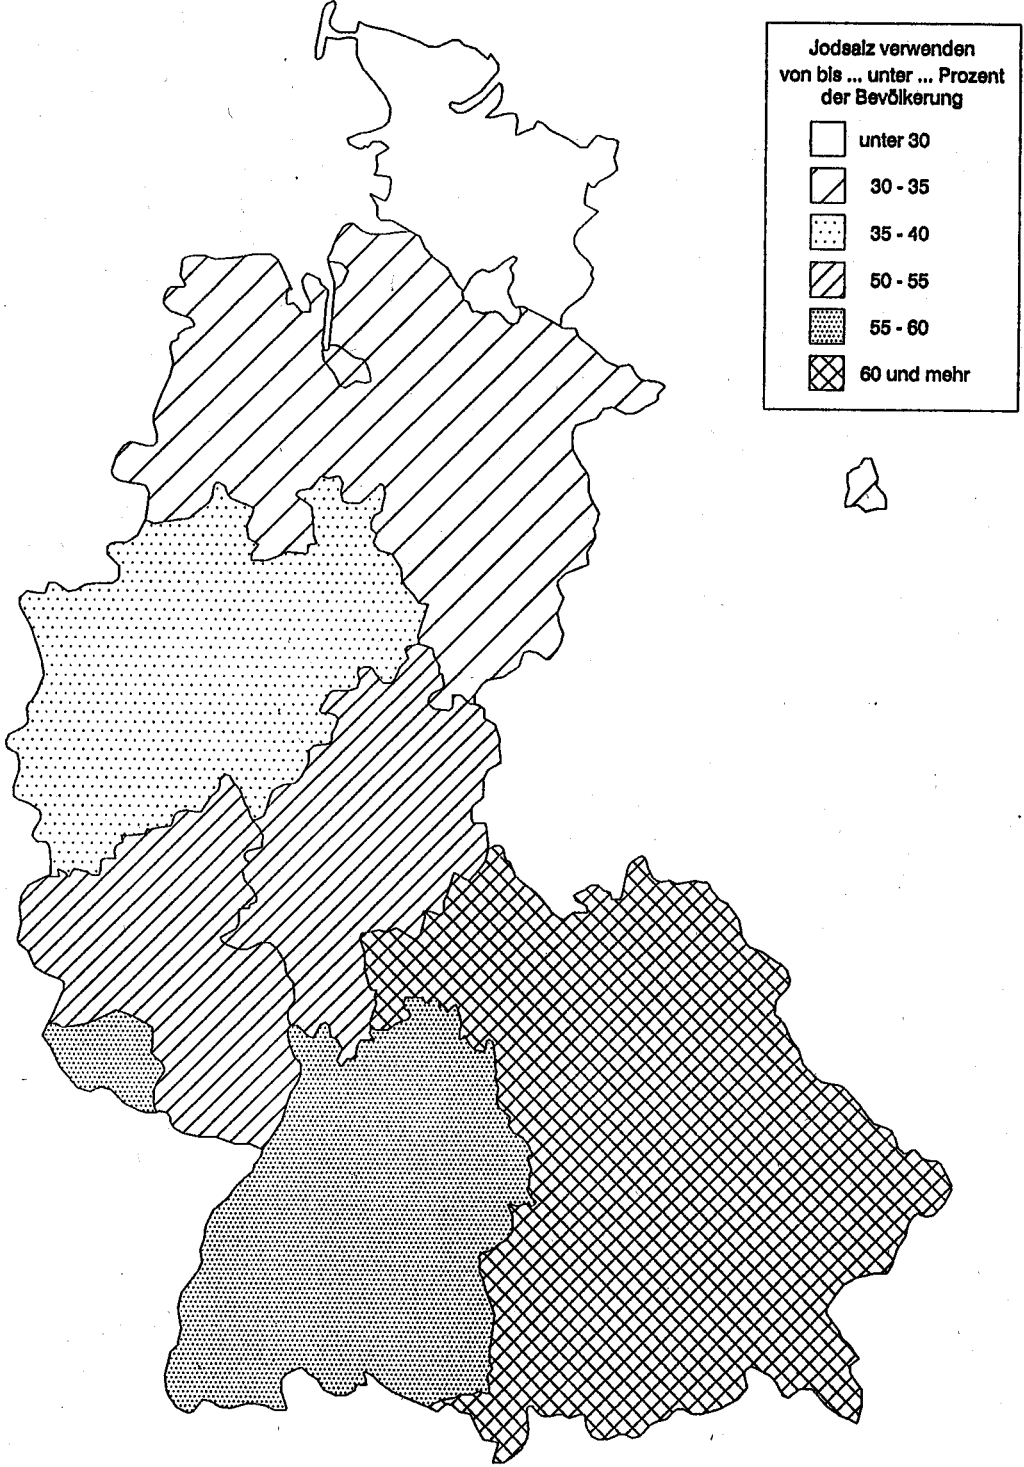 Jodsalz verwenden
von bis ... unter ... Prozent
der Bevölkerung
unter 30
30 - 35
35 - 40
50 - 55
55 - 60
60 und mehr